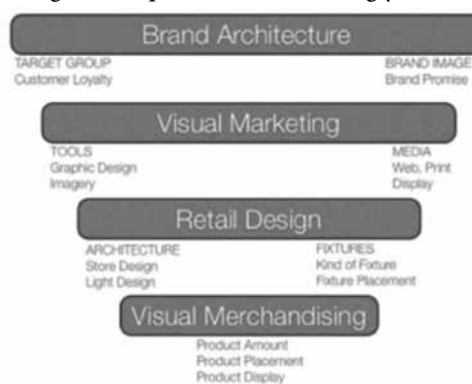 Brand Architecture
TARGET GROUP
Customer Loyalty
BRAND IMAGE
Brand Promise
Visual Marketing
TOOLS
Graphic Design
Imagery
MEDIA
Web, Print
Display
Retail Design
ARCHITECTURE
Store Design
Light Design
FIXTURES
Kind of Fixture
Fixture Placement
Visual Merchandising
Product Amount
Product Placement
Product Display